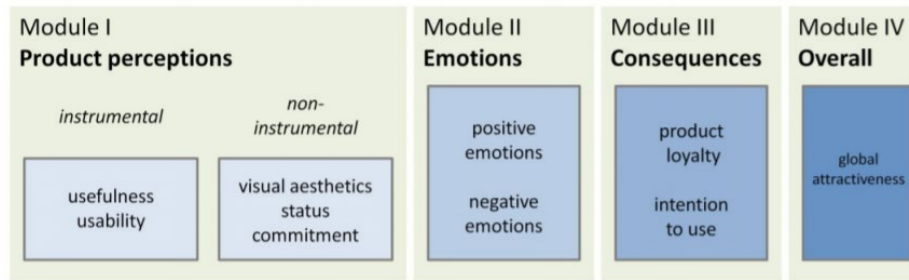 Module I
Product perceptions
instrumental
non-
instrumental
usefulness
usability
visual aesthetics
status
commitment
Module II
Emotions
positive
emotions
negative
emotions
Module III
Consequences
product
loyalty
intention
to use
Module IV
Overall
global
attractiveness